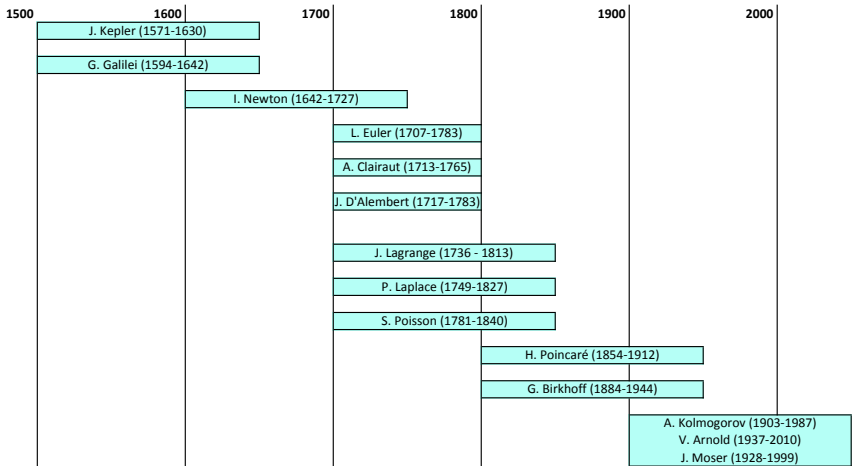 1500 1600 1700 1800 1900 2000
J. Kepler (1571-1630)
G. Galilei (1594-1642)
I. Newton (1642-1727)
L. Euler (1707-1783)
A. Clairaut (1713-1765)
J. D'Alembert (1717-1783)
J. Lagrange (1736 - 1813)
P. Laplace (1749-1827)
S. Poisson (1781-1840)
H. Poincaré (1854-1912)
G. Birkhoff (1884-1944)
A. Kolmogorov (1903-1987)
V. Arnold (1937-2010)
J. Moser (1928-1999)